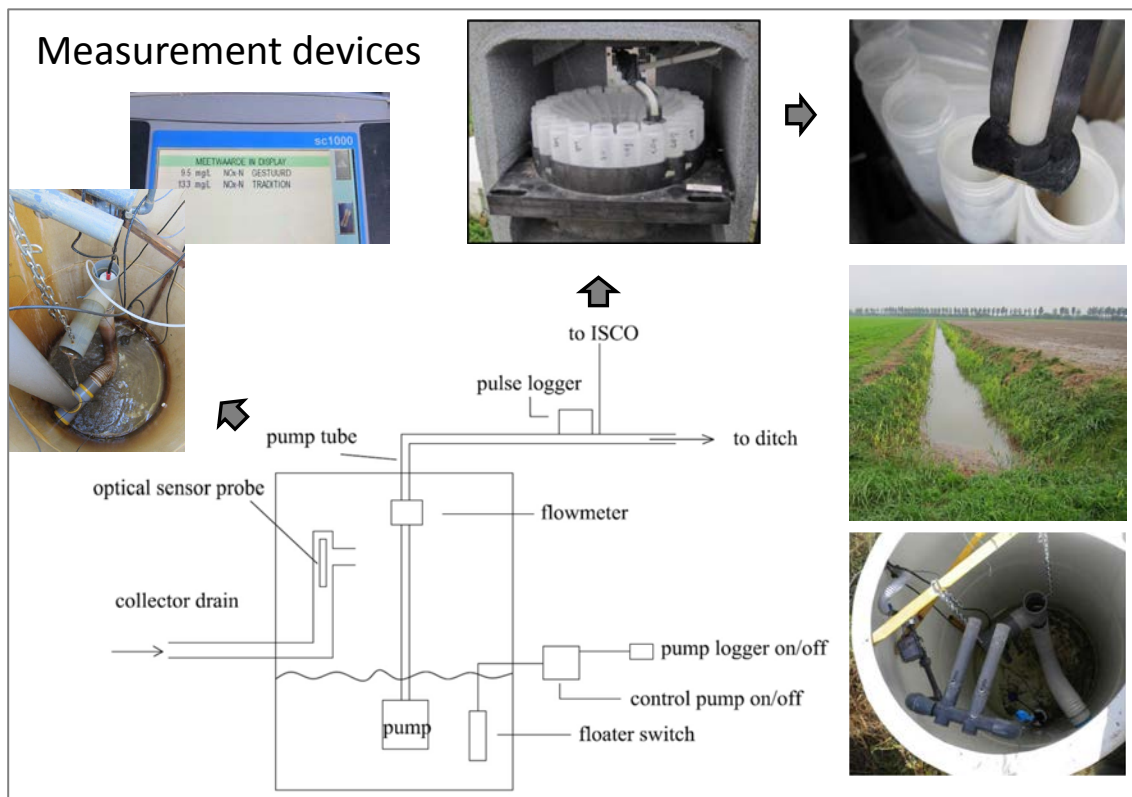 Measurement devices
sc1000
MEETWAARDE IN DISPLAY
9.5 mg/L NOx-N GESTUURD
13.3 mg/L NOx-N TRADITION
to ISCO
pulse logger
pump tube
to ditch
optical sensor probe
flowmeter
collector drain
pump logger on/off
control pump on/off
pump
floater switch